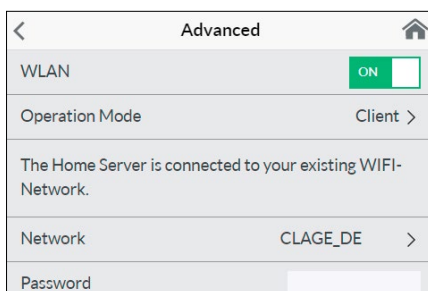 Advanced
WLAN ON
Operation Mode Client >
The Home Server is connected to your existing WIFI-
Network.
Network CLAGE_DE >
Password